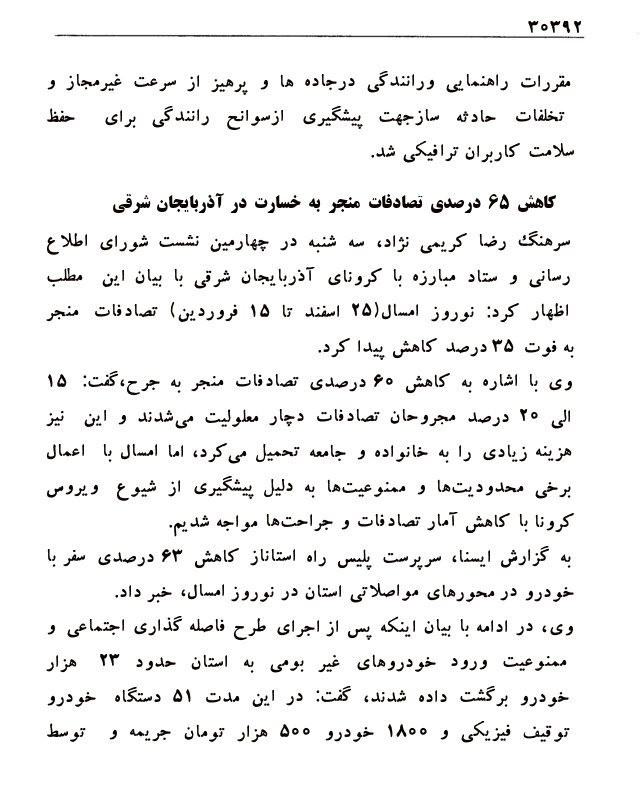 ۳۰۳۹۲
مقررات راهنمایی ورانندگی درجاده ها و پرهیز از سرعت غیرمجاز و
تخلفات حادثه سازجهت پیشگیری ازسوانح رانندگی برای حفظ
سلامت کاربران ترافیکی شد.
کاهش ۶۵ درصدی تصادفات منجر به خسارت در آذربایجان شرقی
سرهنگ رضا کریمی نژاد، سه شنبه در چهارمین نشست شورای اطلاع
رسانی و ستاد مبارزه با کرونای آذربایجان شرقی با بیان این مطلب
اظهار کرد: نوروز امسال(۲۵ اسفند تا ۱۵ فروردین) تصادفات منجر
به فوت ۳۵ درصد کاهش پیدا کرد.
وی با اشاره به کاهش ۶۰ درصدی تصادفات منجر به جرح،گفت: ۱۵
الی ۲۰ درصد مجروحان تصادفات دچار معلولیت می‌شدند و این نیز
هزینه زیادی را به خانواده و جامعه تحمیل می‌کرد، اما امسال با اعمال
برخی محدودیت‌ها و ممنوعیت‌ها به دلیل پیشگیری از شیوع ویروس
کرونا با کاهش آمار تصادفات و جراحت‌ها مواجه شدیم.
به گزارش ایسنا، سرپرست پلیس راه استاناز کاهش ۶۳ درصدی سفر با
خودرو در محورهای مواصلاتی استان در نوروز امسال، خبر داد.
وی، در ادامه با بیان اینکه پس از اجرای طرح فاصله گذاری اجتماعی و
ممنوعیت ورود خودروهای غیر بومی به استان حدود ۲۳ هزار
خودرو برگشت داده شدند، گفت: در این مدت ۵۱ دستگاه خودرو
توقیف فیزیکی و ۱۸۰۰ خودرو ۵۰۰ هزار تومان جریمه و توسط